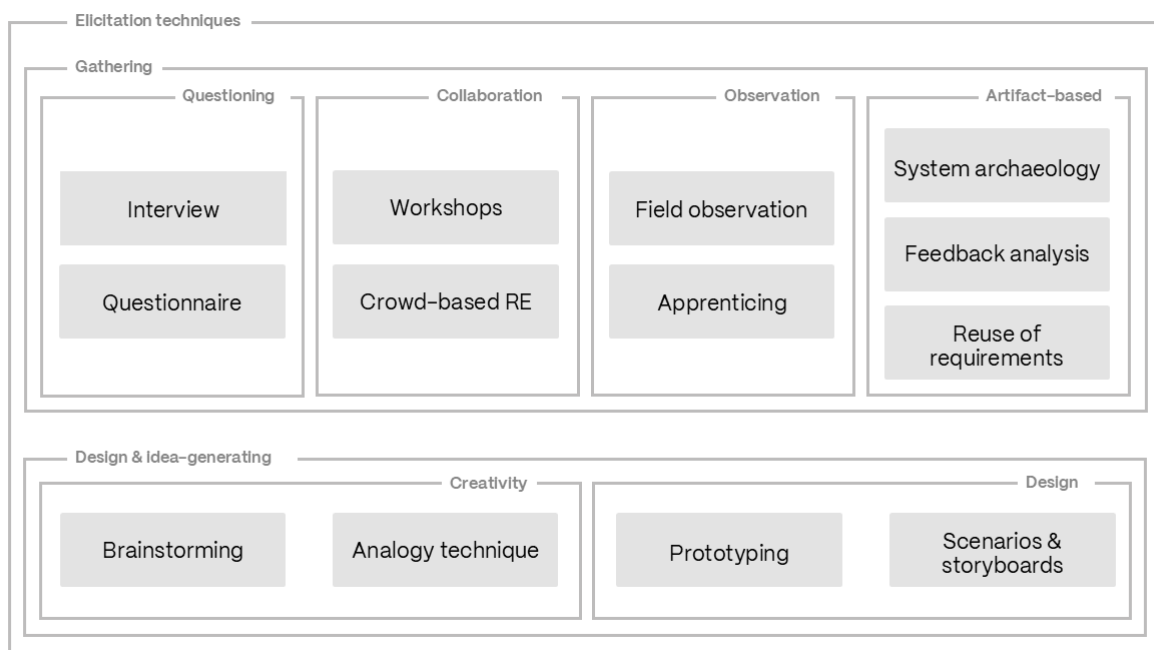 Elicitation techniques
Gathering
Questioning
Collaboration
Observation
Artifact-based
Interview
Questionnaire
Workshops
Crowd-based RE
Field observation
Apprenticing
System archaeology
Feedback analysis
Reuse of
requirements
Design & idea-generating
Creativity
Design
Brainstorming
Analogy technique
Prototyping
Scenarios &
storyboards